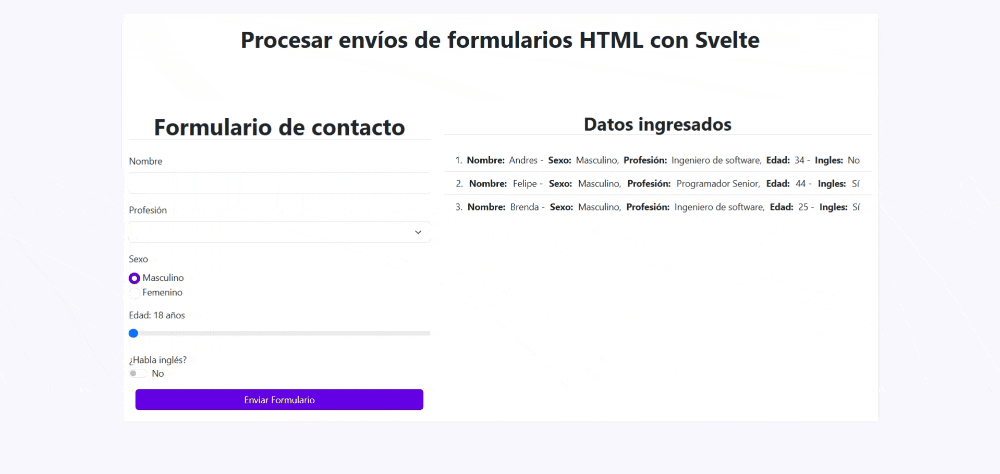 Procesar envíos de formularios HTML con Svelte
Formulario de contacto
Nombre
Profesión
Sexo
Masculino
Femenino
Edad: 18 años
¿Habla inglés?
No
Enviar Formulario
Datos ingresados
1. Nombre: Andres - Sexo: Masculino, Profesión: Ingeniero de software, Edad: 34 - Ingles: No
2. Nombre: Felipe - Sexo: Masculino, Profesión: Programador Senior, Edad: 44 - Ingles: Sí
3. Nombre: Brenda - Sexo: Masculino, Profesión: Ingeniero de software, Edad: 25 - Ingles: Sí